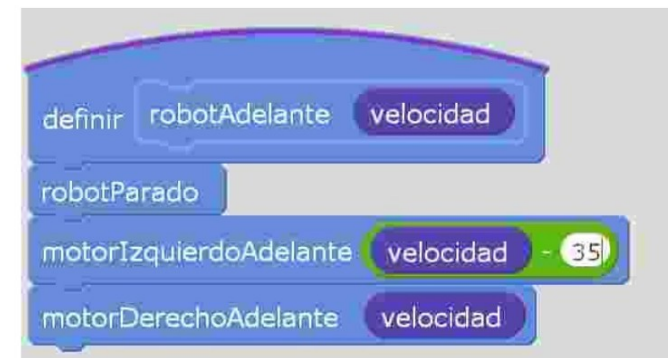 definir robotAdelante velocidad
robotParado
motorIzquierdoAdelante velocidad - 35
motorDerechoAdelante velocidad